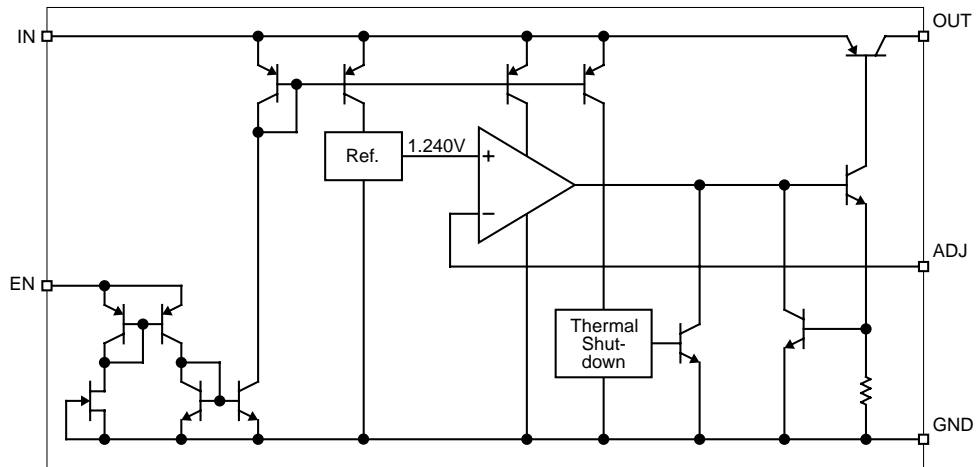 IN
OUT
Ref.
1.240V
+
−
EN
ADJ
Thermal
Shut-
down
GND